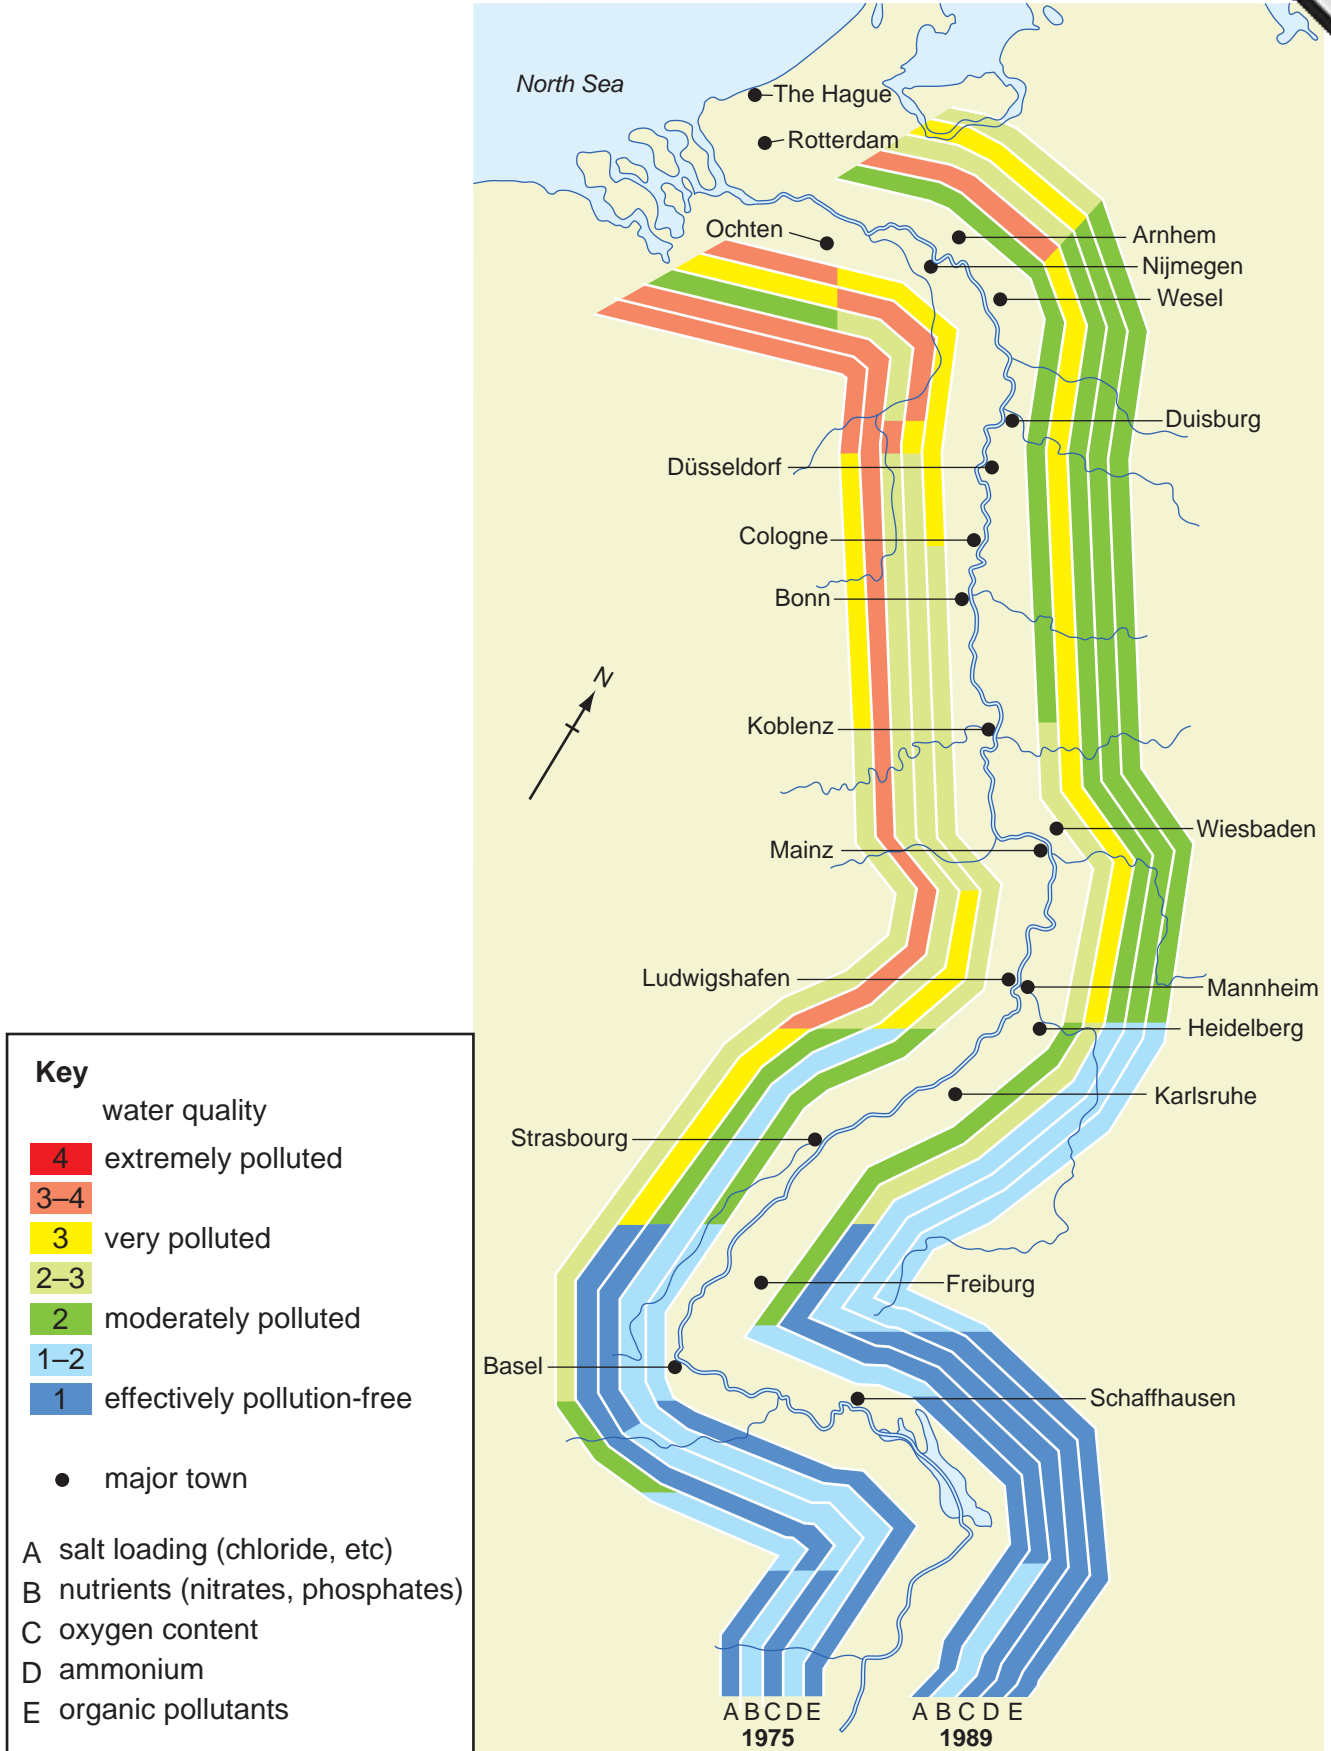 North Sea
The Hague
Rotterdam
Ochten
Arnhem
Nijmegen
Wesel
Duisburg
Düsseldorf
Cologne
Bonn
N
Koblenz
Wiesbaden
Mainz
Ludwigshafen
Mannheim
Heidelberg
Karlsruhe
Strasbourg
Freiburg
Basel
Schaffhausen
Key
water quality
4 extremely polluted
3–4
3 very polluted
2–3
2 moderately polluted
1–2
1 effectively pollution-free
major town
A salt loading (chloride, etc)
B nutrients (nitrates, phosphates)
C oxygen content
D ammonium
E organic pollutants
A B C D E
1975
A B C D E
1989